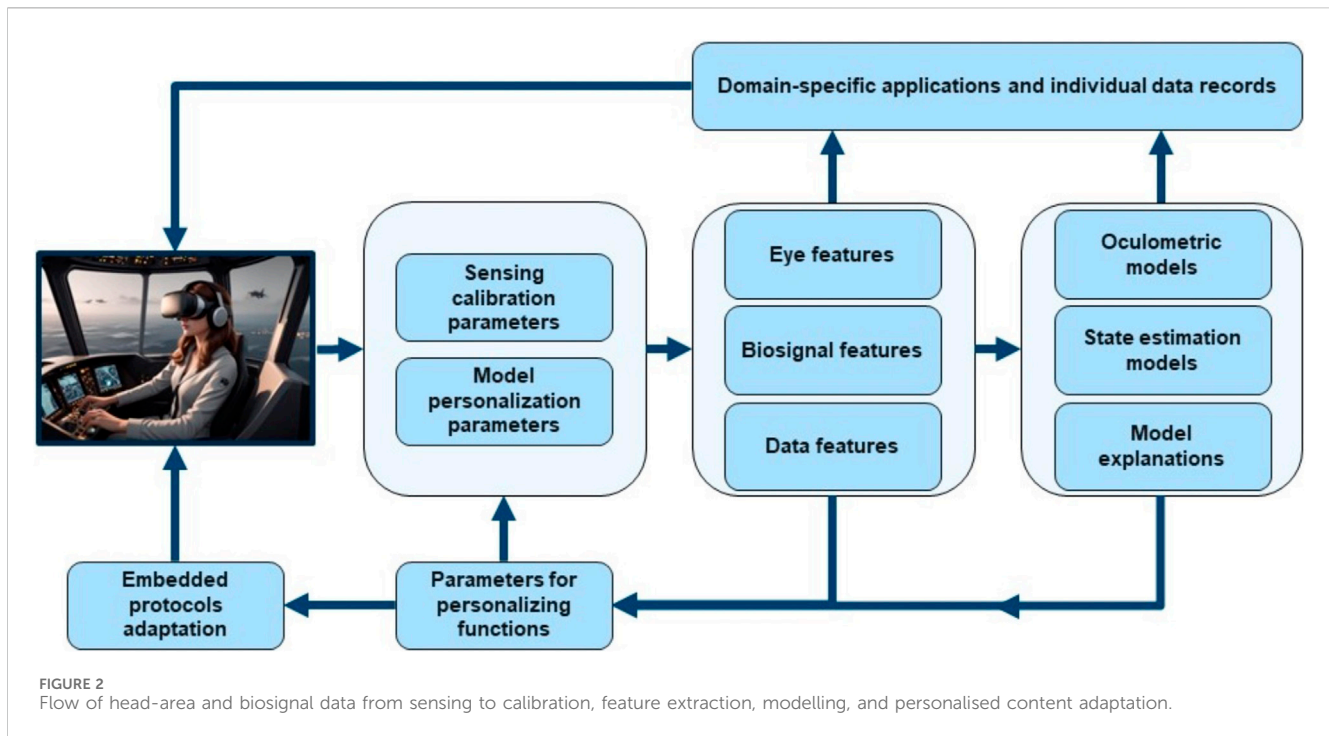 Domain-specific applications and individual data records
Sensing
calibration
parameters
Model
personalization
parameters
Eye features
Biosignal features
Data features
Oculometric
models
State estimation
models
Model
explanations
Embedded
protocols
adaptation
Parameters for
personalizing
functions
FIGURE 2
Flow of head-area and biosignal data from sensing to calibration, feature extraction, modelling, and personalised content adaptation.